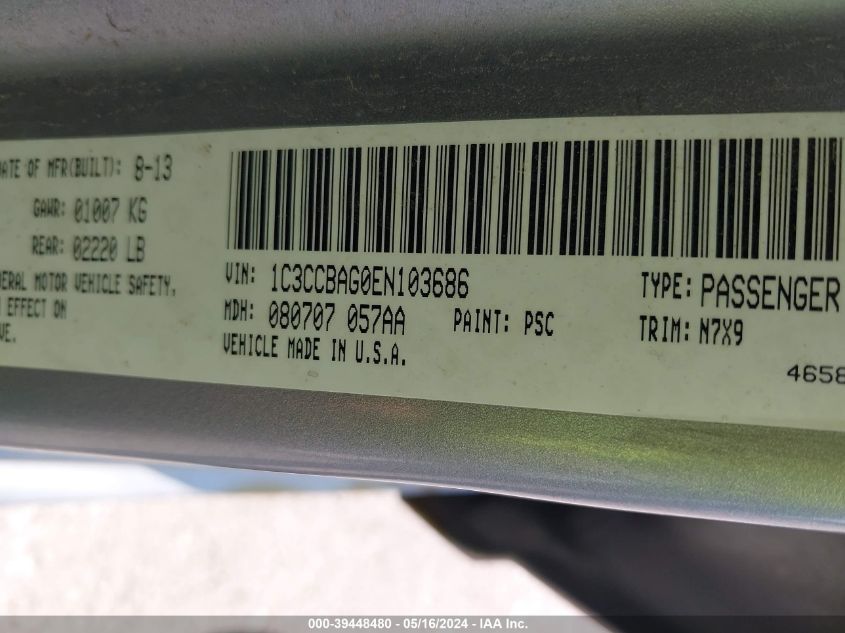 DATE OF MFR(BUILT): 8-13
GAWR: 01007 KG
REAR: 02220 LB
ERAL MOTOR VEHICLE SAFETY,
EFFECT ON
VE.
VIN: 1C3CCBAG0EN103686
MDH: 080707 057AA PAINT: PSC
VEHICLE MADE IN U.S.A.
TYPE: PASSENGER
TRIM: N7X9
4658
000-39448480 - 05/16/2024 - IAA Inc.